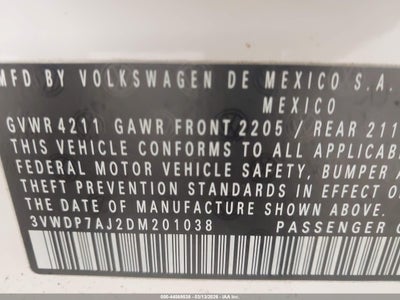 MFD BY VOLKSWAGEN DE MEXICO S.A.
MEXICO
GVWR 4211 GAWR FRONT 2205 / REAR 211
THIS VEHICLE CONFORMS TO ALL APPLICAB
FEDERAL MOTOR VEHICLE SAFETY, BUMPER A
THEFT PREVENTION STANDARDS IN EFFECT O
THE DATE OF MANUFACTURE SHOWN ABOVE.
3VWDP7AJ2DM201038 PASSENGER C